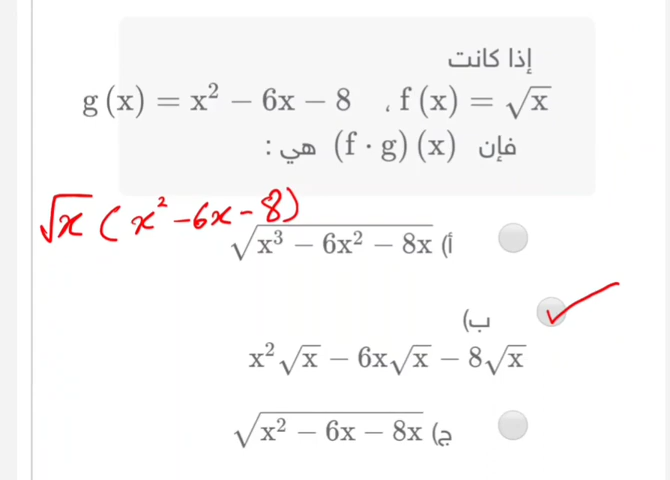 إذا كانت
g (x) = x² − 6x − 8 ، f (x) = √x
فإن (f · g) (x) هي :
√x (x² − 6x − 8)
أ) √(x³ − 6x² − 8x)
ب)
x²√x − 6x√x − 8√x
ج) √(x² − 6x − 8x)